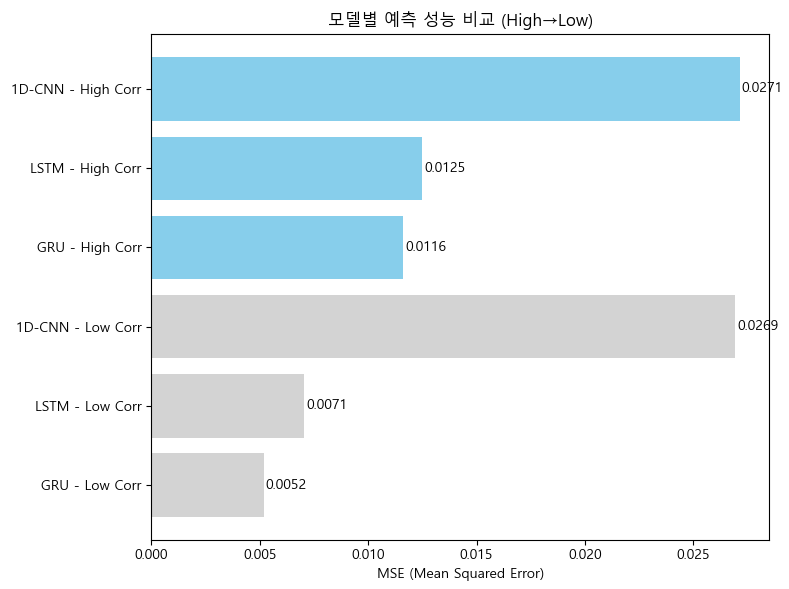 모델별 예측 성능 비교 (High→Low)
1D-CNN - High Corr
0.0271
LSTM - High Corr
0.0125
GRU - High Corr
0.0116
1D-CNN - Low Corr
0.0269
LSTM - Low Corr
0.0071
GRU - Low Corr
0.0052
0.000 0.005 0.010 0.015 0.020 0.025
MSE (Mean Squared Error)